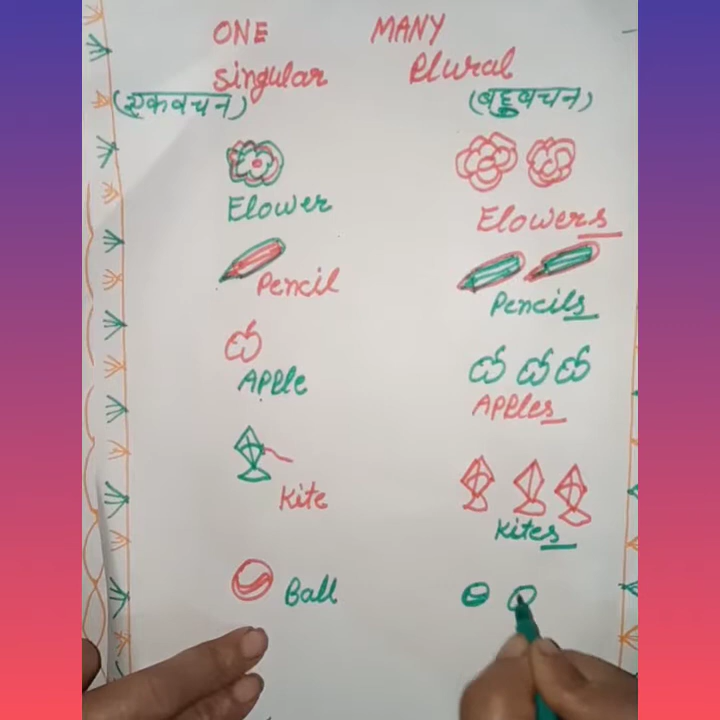 ONE MANY
Singular Plural
(एकवचन) (बहुवचन)
Flower Flowers
Pencil Pencils
Apple Apples
Kite Kites
Ball